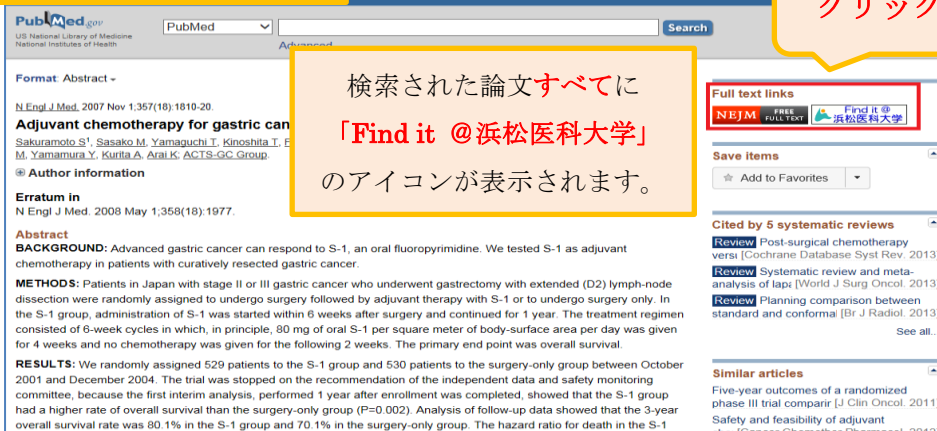 PubMed.gov
US National Library of Medicine
National Institutes of Health
PubMed
Search
Advanced
クリック
検索された論文すべてに
「Find it ＠浜松医科大学」
のアイコンが表示されます。
Format: Abstract
N Engl J Med. 2007 Nov 1;357(18):1810-20.
Adjuvant chemotherapy for gastric can
Sakuramoto S1, Sasako M, Yamaguchi T, Kinoshita T,
M, Yamamura Y, Kurita A, Arai K; ACTS-GC Group.
Author information
Erratum in
N Engl J Med. 2008 May 1;358(18):1977.
Abstract
BACKGROUND: Advanced gastric cancer can respond to S-1, an oral fluoropyrimidine. We tested S-1 as adjuvant
chemotherapy in patients with curatively resected gastric cancer.
METHODS: Patients in Japan with stage II or III gastric cancer who underwent gastrectomy with extended (D2) lymph-node
dissection were randomly assigned to undergo surgery followed by adjuvant therapy with S-1 or to undergo surgery only. In
the S-1 group, administration of S-1 was started within 6 weeks after surgery and continued for 1 year. The treatment regimen
consisted of 6-week cycles in which, in principle, 80 mg of oral S-1 per square meter of body-surface area per day was given
for 4 weeks and no chemotherapy was given for the following 2 weeks. The primary end point was overall survival.
RESULTS: We randomly assigned 529 patients to the S-1 group and 530 patients to the surgery-only group between October
2001 and December 2004. The trial was stopped on the recommendation of the independent data and safety monitoring
committee, because the first interim analysis, performed 1 year after enrollment was completed, showed that the S-1 group
had a higher rate of overall survival than the surgery-only group (P=0.002). Analysis of follow-up data showed that the 3-year
overall survival rate was 80.1% in the S-1 group and 70.1% in the surgery-only group. The hazard ratio for death in the S-1
Full text links
NEJM FREE FULL TEXT
Find it @
浜松医科大学
Save items
Add to Favorites
Cited by 5 systematic reviews
Review Post-surgical chemotherapy
versu [Cochrane Database Syst Rev. 2013]
Review Systematic review and meta-
analysis of lapa [World J Surg Oncol. 2013]
Review Planning comparison between
standard and conformal [Br J Radiol. 2013]
See all..
Similar articles
Five-year outcomes of a randomized
phase III trial comparir [J Clin Oncol. 2011]
Safety and feasibility of adjuvant